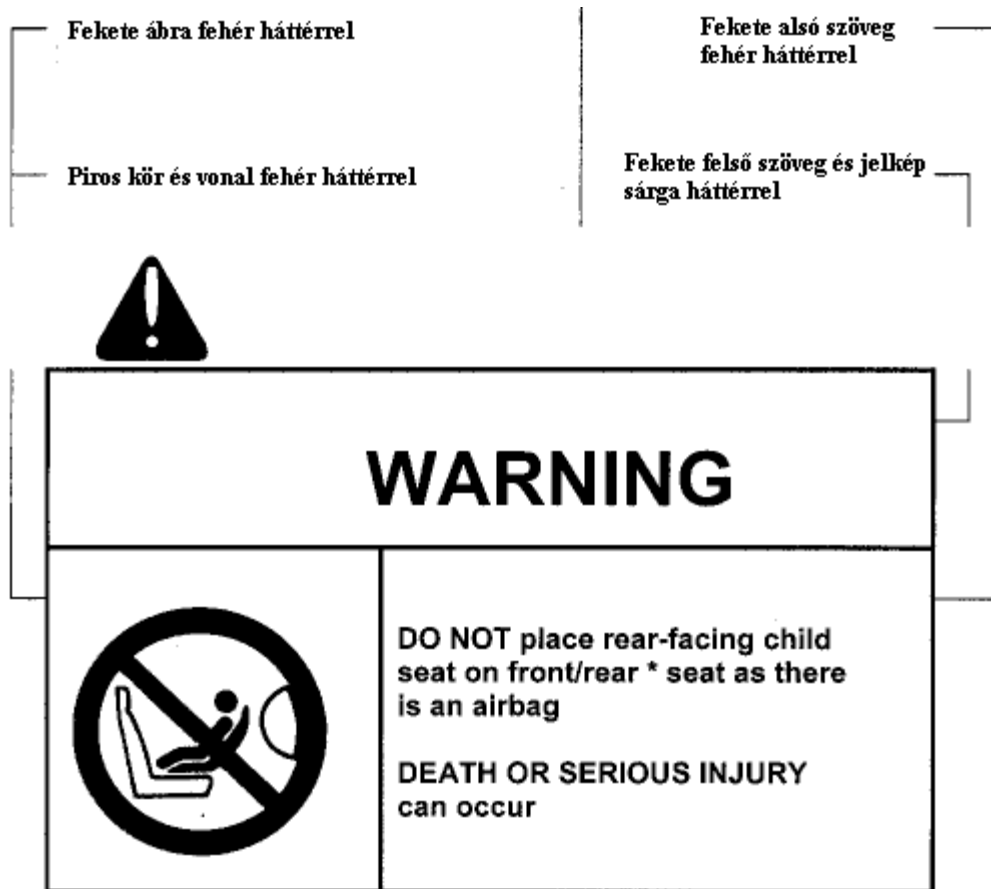 Fekete ábra fehér háttérrel
Fekete alsó szöveg
fehér háttérrel
Piros kör és vonal fehér háttérrel
Fekete felső szöveg és jelkép
sárga háttérrel
WARNING
DO NOT place rear-facing child
seat on front/rear * seat as there
is an airbag
DEATH OR SERIOUS INJURY
can occur